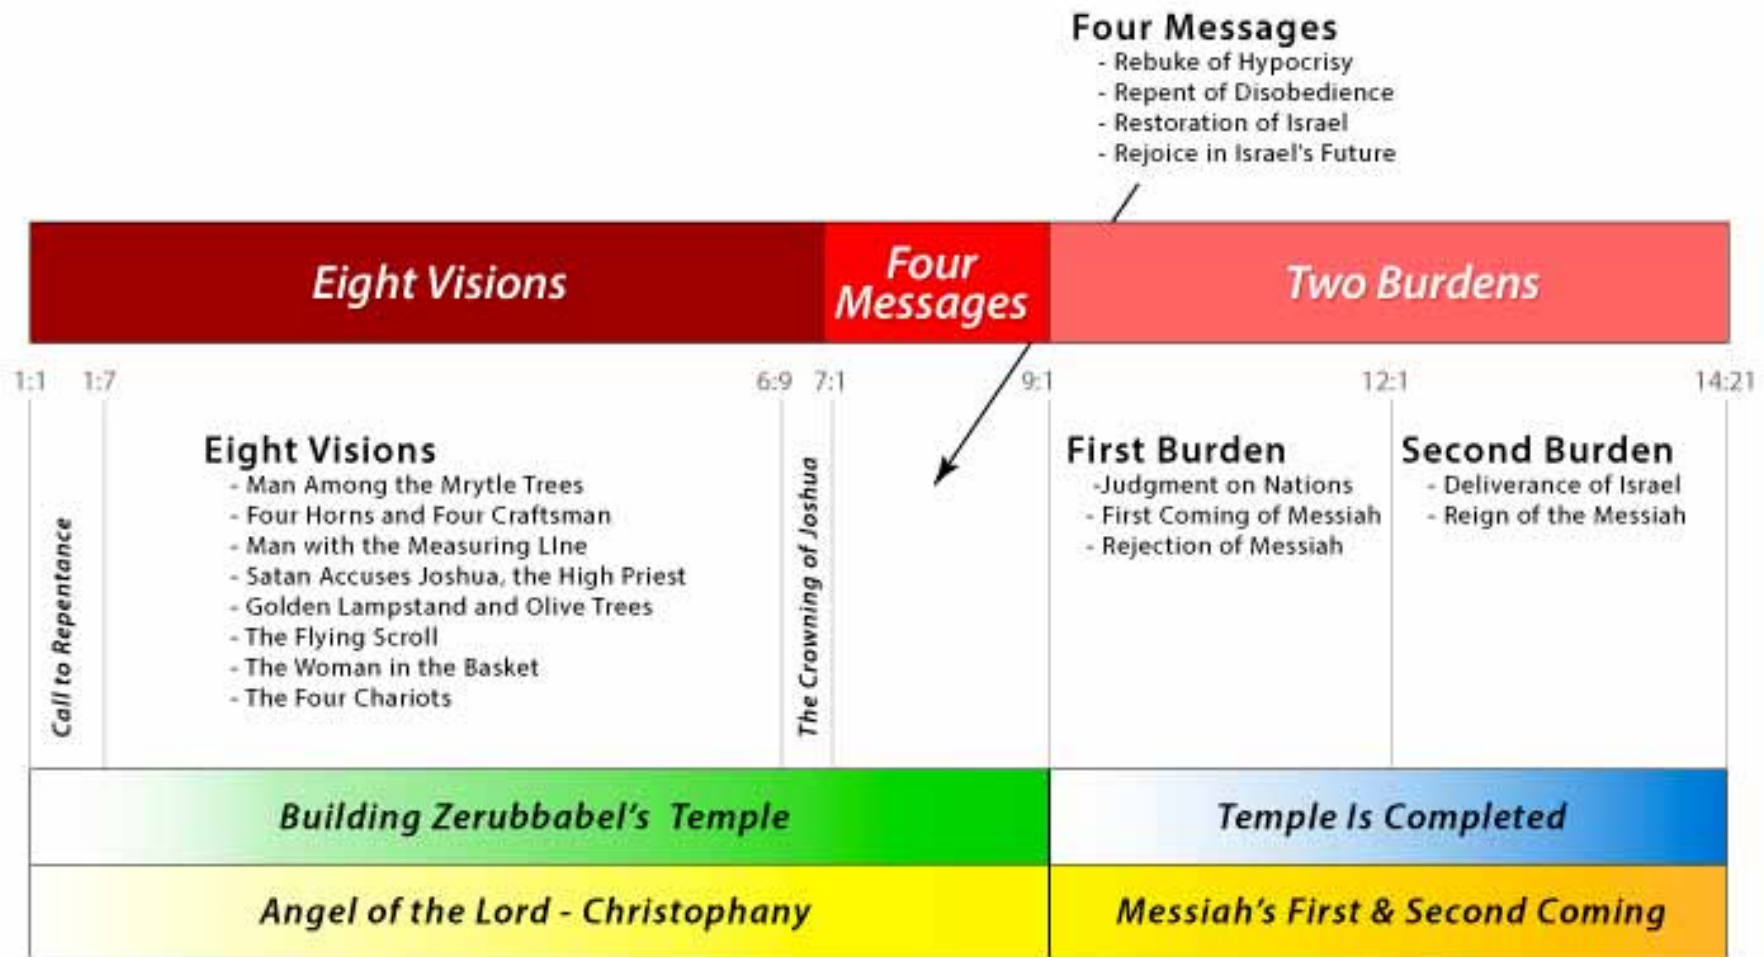 Four Messages
- Rebuke of Hypocrisy
- Repent of Disobedience
- Restoration of Israel
- Rejoice in Israel's Future
Eight Visions
Four
Messages
Two Burdens
1:1 1:7 6:9 7:1 9:1 12:1 14:21
Call to Repentance
Eight Visions
- Man Among the Mrytle Trees
- Four Horns and Four Craftsman
- Man with the Measuring LIne
- Satan Accuses Joshua, the High Priest
- Golden Lampstand and Olive Trees
- The Flying Scroll
- The Woman in the Basket
- The Four Chariots
The Crowning of Joshua
First Burden
-Judgment on Nations
- First Coming of Messiah
- Rejection of Messiah
Second Burden
- Deliverance of Israel
- Reign of the Messiah
Building Zerubbabel's Temple
Temple Is Completed
Angel of the Lord - Christophany
Messiah's First & Second Coming